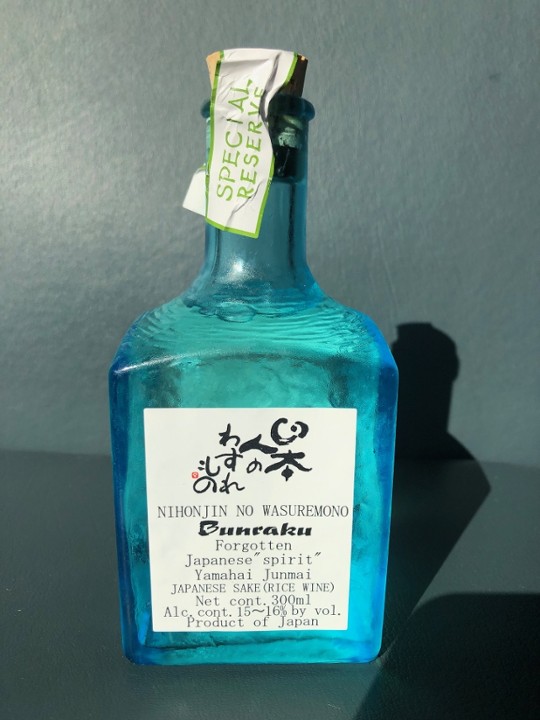 SPECIAL
RESERVE
日本
人の
わすれ
もの
NIHONJIN NO WASUREMONO
Bunraku
Forgotten
Japanese"spirit"
Yamahai Junmai
JAPANESE SAKE(RICE WINE)
Net cont.300ml
Alc.cont.15〜16% by vol.
Product of Japan